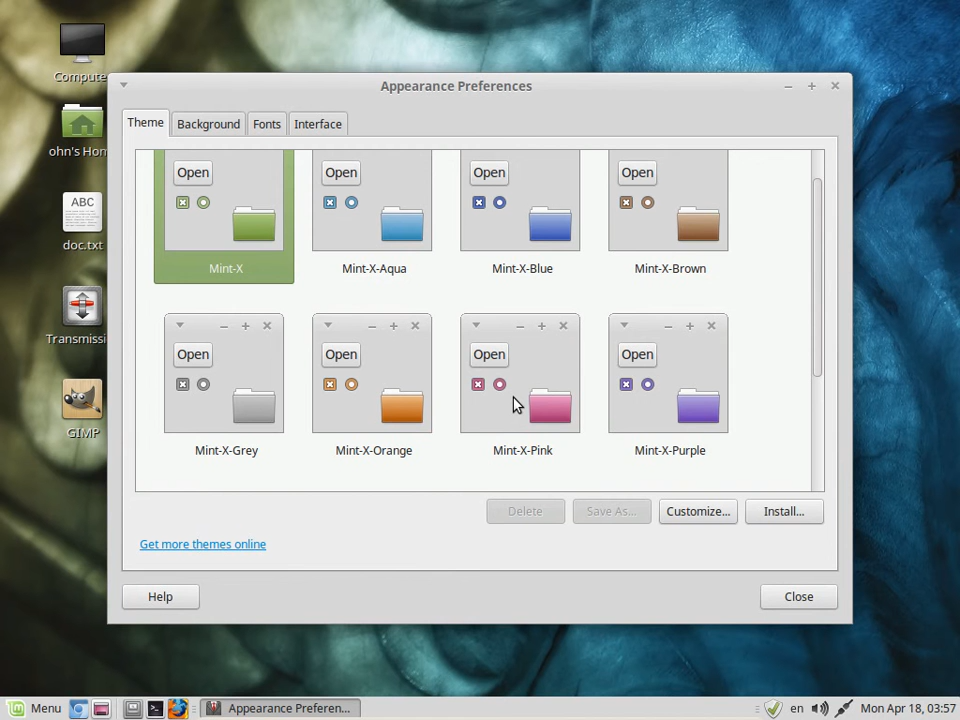 Computer
ohn's Hom
ABC
doc.txt
Transmissi
GIMP
Appearance Preferences
Theme Background Fonts Interface
Open Open Open Open
Mint-X Mint-X-Aqua Mint-X-Blue Mint-X-Brown
Open Open Open Open
Mint-X-Grey Mint-X-Orange Mint-X-Pink Mint-X-Purple
Delete Save As... Customize... Install...
Get more themes online
Help Close
Menu Appearance Preferen... en Mon Apr 18, 03:57